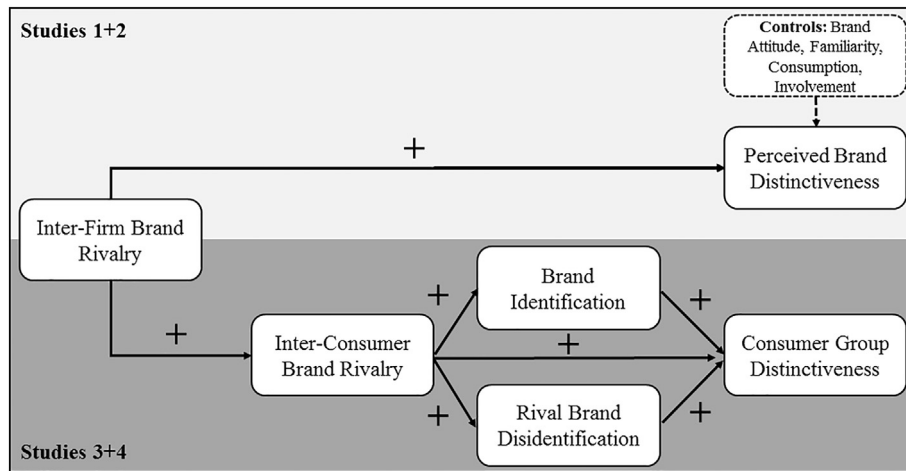 Studies 1+2
Controls: Brand
Attitude, Familiarity,
Consumption,
Involvement
+
Perceived Brand
Distinctiveness
Inter-Firm Brand
Rivalry
+
Inter-Consumer
Brand Rivalry
+
Brand
Identification
+
+
Consumer Group
Distinctiveness
+
Rival Brand
Disidentification
+
Studies 3+4